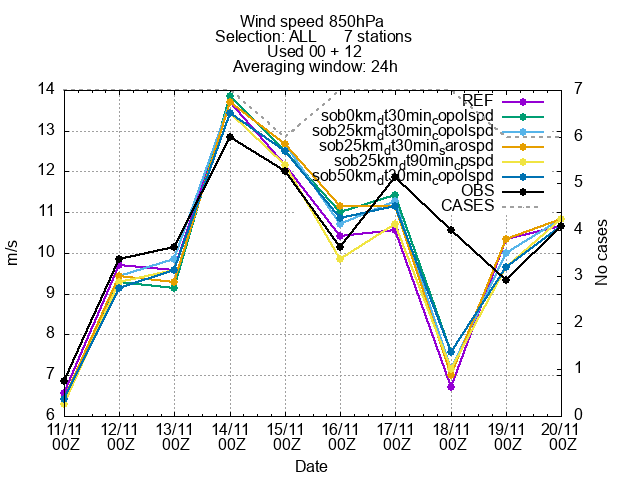 Wind speed 850hPa
Selection: ALL 7 stations
Used 00 + 12
Averaging window: 24h
REF
sob0km_dt30min_copolspd
sob25km_dt30min_copolspd
sob25km_dt30min_sarospd
sob25km_dt90min_cpspd
sob50km_dt30min_copolspd
OBS
CASES
14
13
12
11
10
9
8
7
6
m/s
7
6
5
4
3
2
1
0
No cases
11/11 12/11 13/11 14/11 15/11 16/11 17/11 18/11 19/11 20/11
00Z 00Z 00Z 00Z 00Z 00Z 00Z 00Z 00Z 00Z
Date